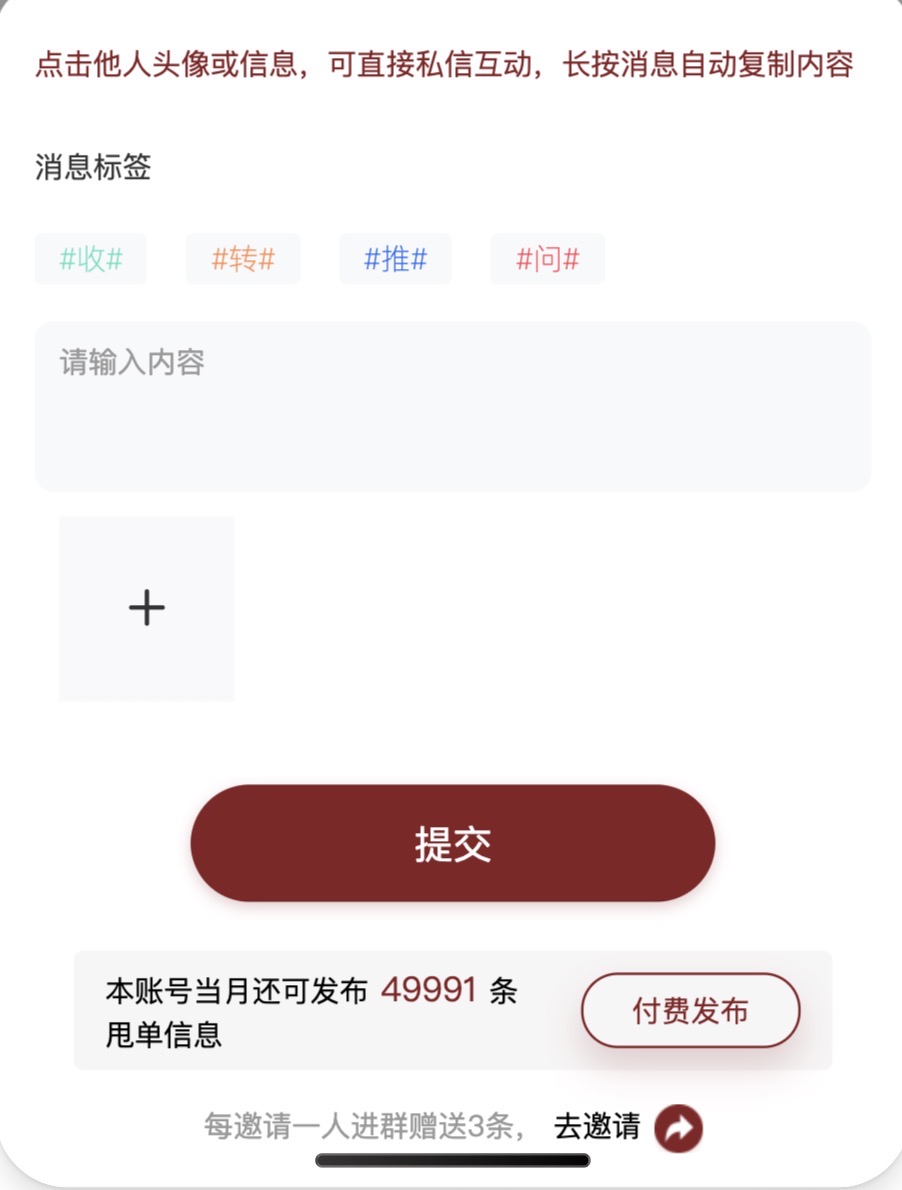 点击他人头像或信息，可直接私信互动，长按消息自动复制内容
消息标签
#收# #转# #推# #问#
请输入内容
提交
本账号当月还可发布 49991 条
甩单信息
付费发布
每邀请一人进群赠送3条， 去邀请